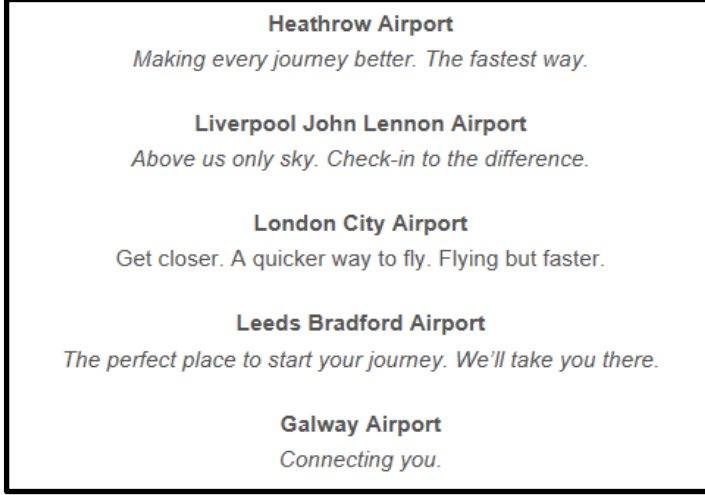 Heathrow Airport
Making every journey better. The fastest way.
Liverpool John Lennon Airport
Above us only sky. Check-in to the difference.
London City Airport
Get closer. A quicker way to fly. Flying but faster.
Leeds Bradford Airport
The perfect place to start your journey. We’ll take you there.
Galway Airport
Connecting you.